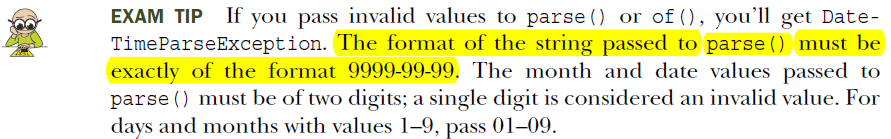 EXAM TIP If you pass invalid values to parse() or of(), you'll get Date-
TimeParseException. The format of the string passed to parse() must be
exactly of the format 9999-99-99. The month and date values passed to
parse() must be of two digits; a single digit is considered an invalid value. For
days and months with values 1–9, pass 01–09.